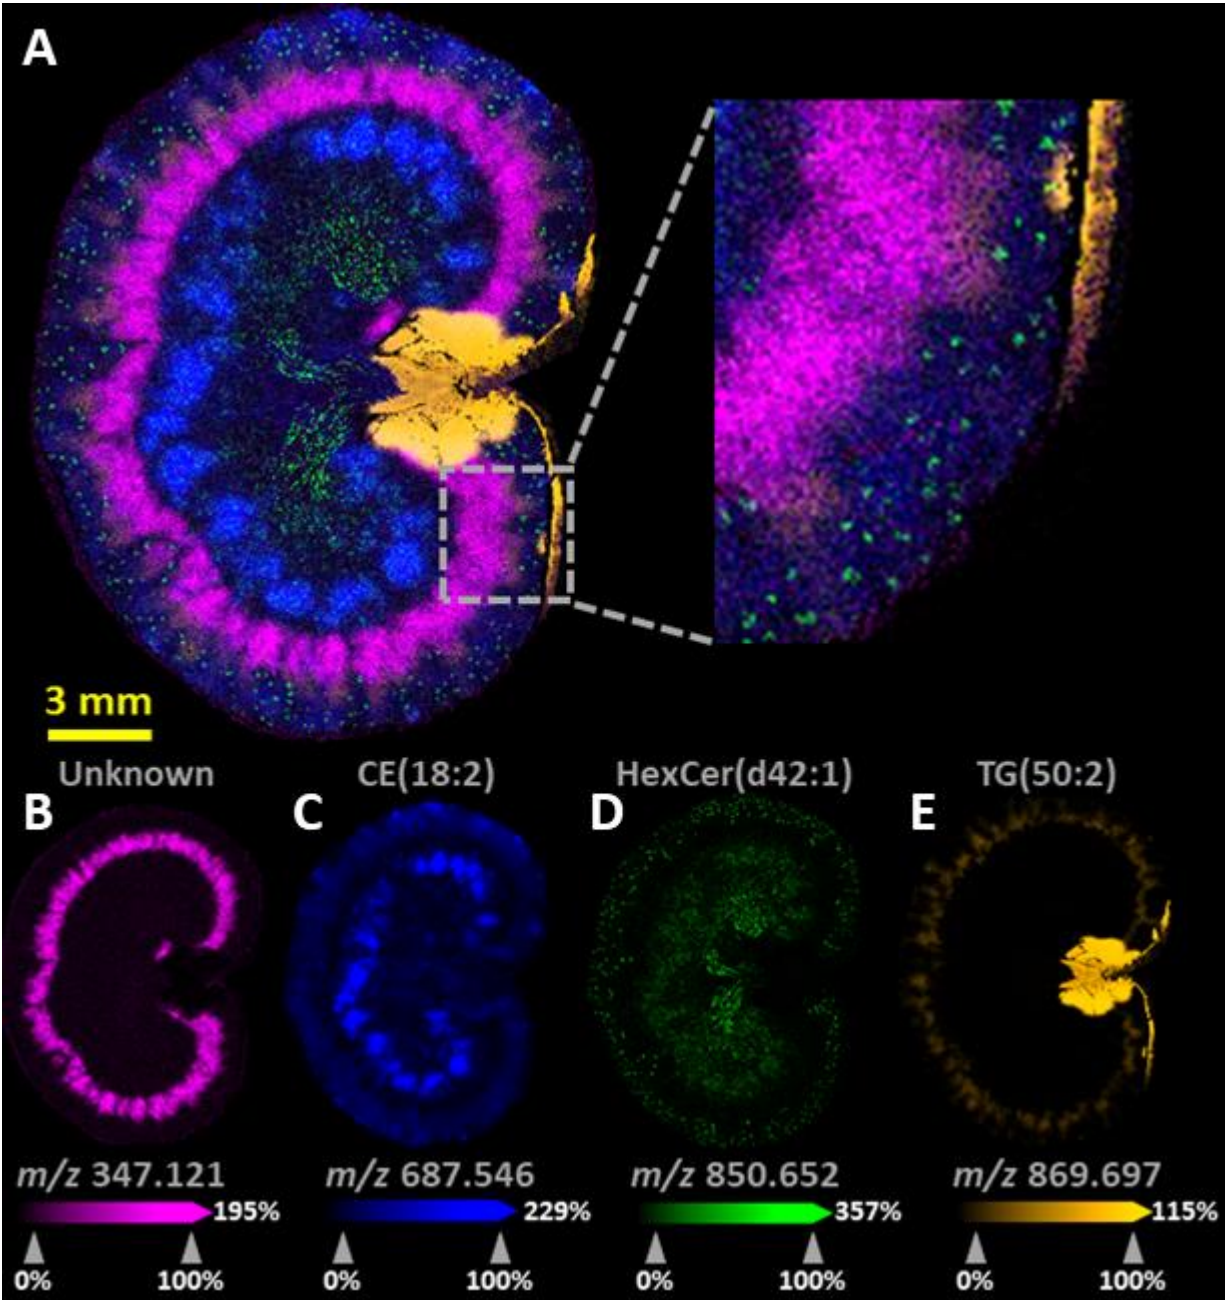 A
3 mm
Unknown
CE(18:2)
HexCer(d42:1)
TG(50:2)
B
C
D
E
m/z 347.121
m/z 687.546
m/z 850.652
m/z 869.697
195%
229%
357%
115%
0%
100%
0%
100%
0%
100%
0%
100%